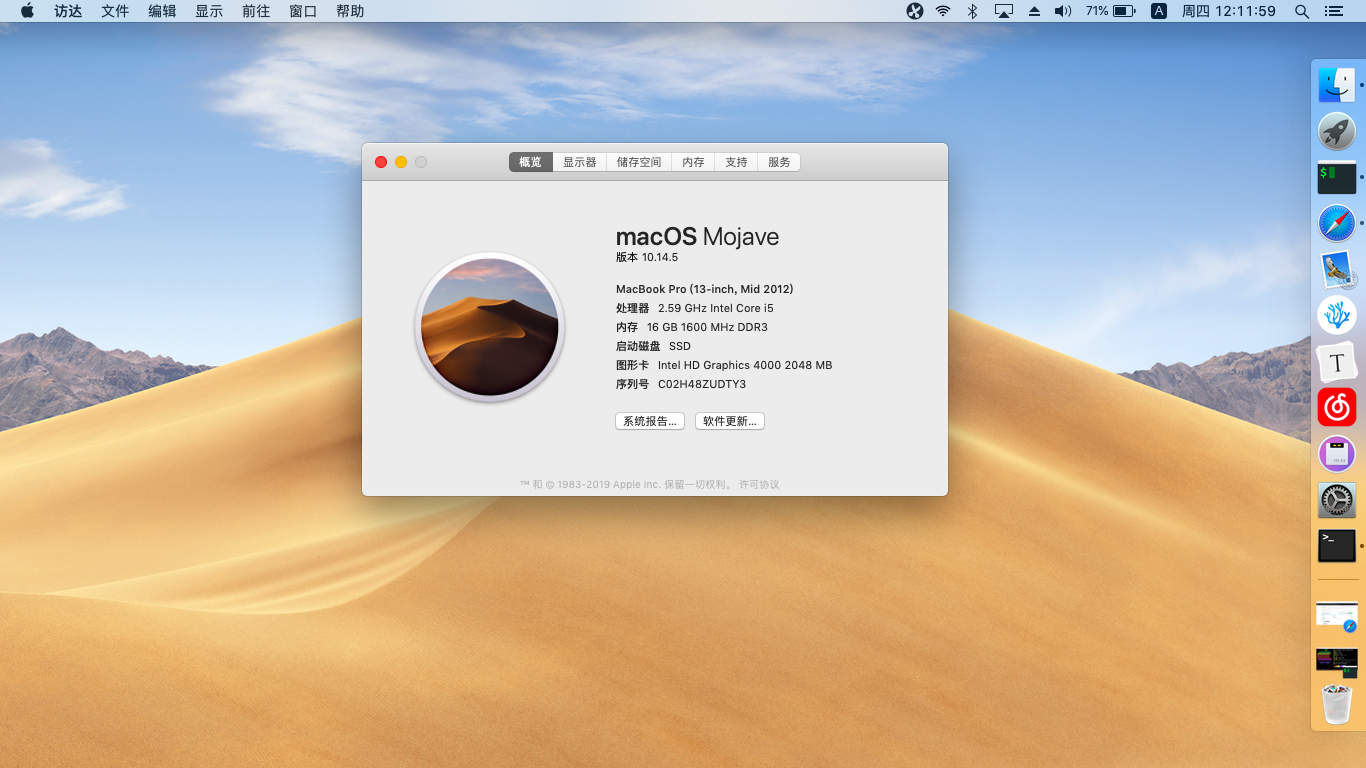 访达 文件 编辑 显示 前往 窗口 帮助 71% A 周四 12:11:59
概览 显示器 储存空间 内存 支持 服务
macOS Mojave
版本 10.14.5
MacBook Pro (13-inch, Mid 2012)
处理器 2.59 GHz Intel Core i5
内存 16 GB 1600 MHz DDR3
启动磁盘 SSD
图形卡 Intel HD Graphics 4000 2048 MB
序列号 C02H48ZUDTY3
系统报告... 软件更新...
™ 和 © 1983-2019 Apple Inc. 保留一切权利。 许可协议
$
T
>_